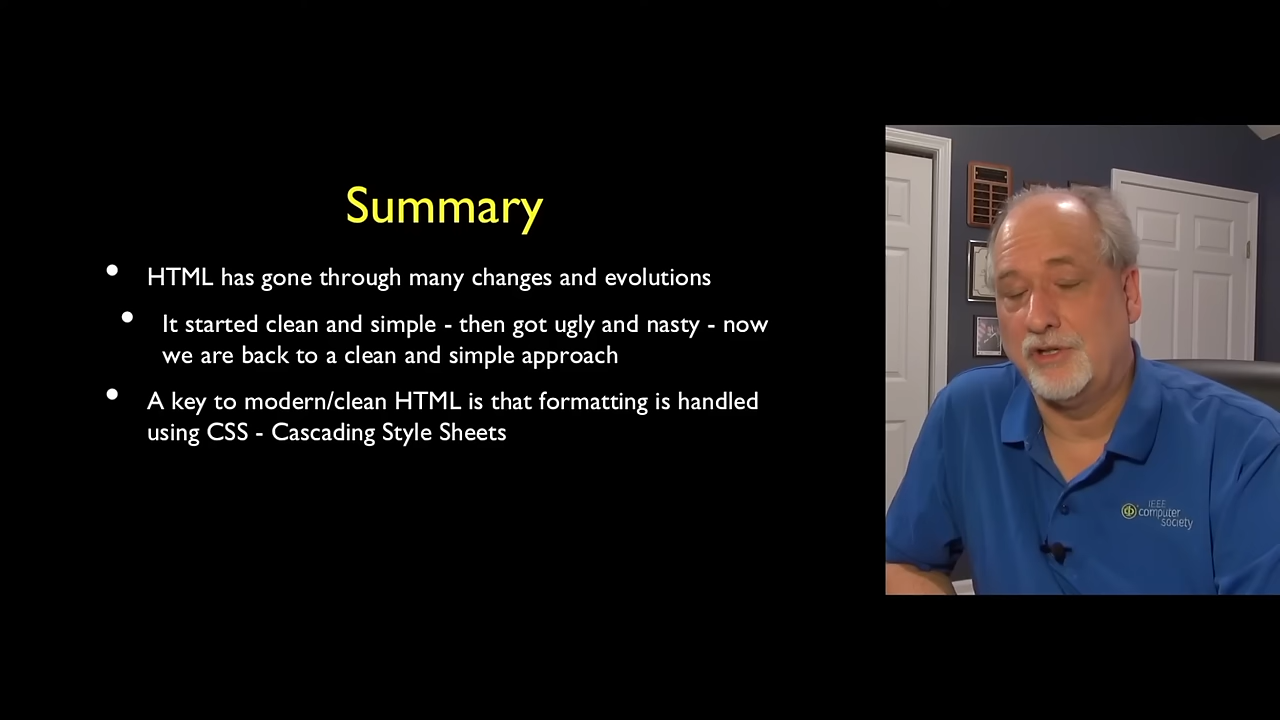 Summary
• HTML has gone through many changes and evolutions
• It started clean and simple - then got ugly and nasty - now
we are back to a clean and simple approach
• A key to modern/clean HTML is that formatting is handled
using CSS - Cascading Style Sheets
IEEE
computer
society